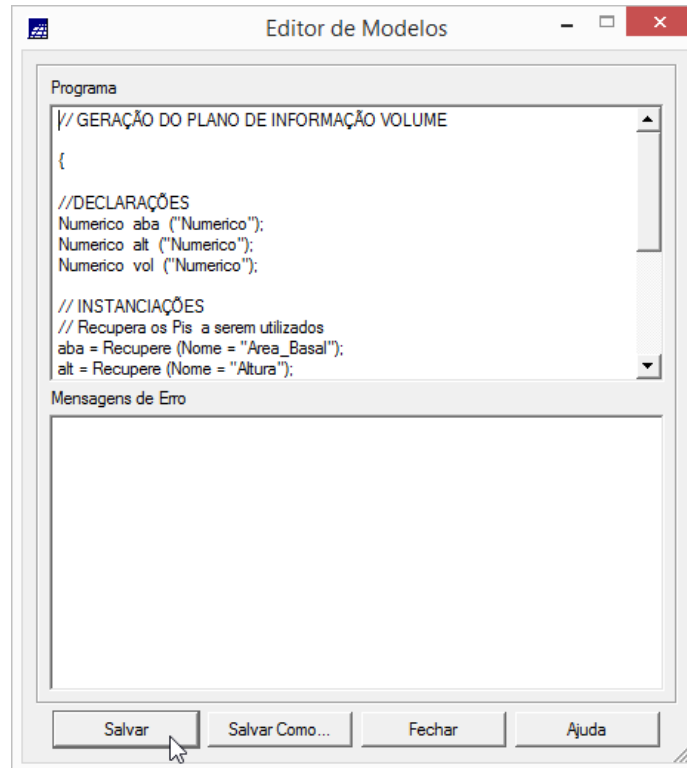 Editor de Modelos
Programa
// GERAÇÃO DO PLANO DE INFORMAÇÃO VOLUME
{
//DECLARAÇÕES
Numerico aba ("Numerico");
Numerico alt ("Numerico");
Numerico vol ("Numerico");
// INSTANCIAÇÕES
// Recupera os Pis a serem utilizados
aba = Recupere (Nome = "Area_Basal");
alt = Recupere (Nome = "Altura");
Mensagens de Erro
Salvar Salvar Como... Fechar Ajuda